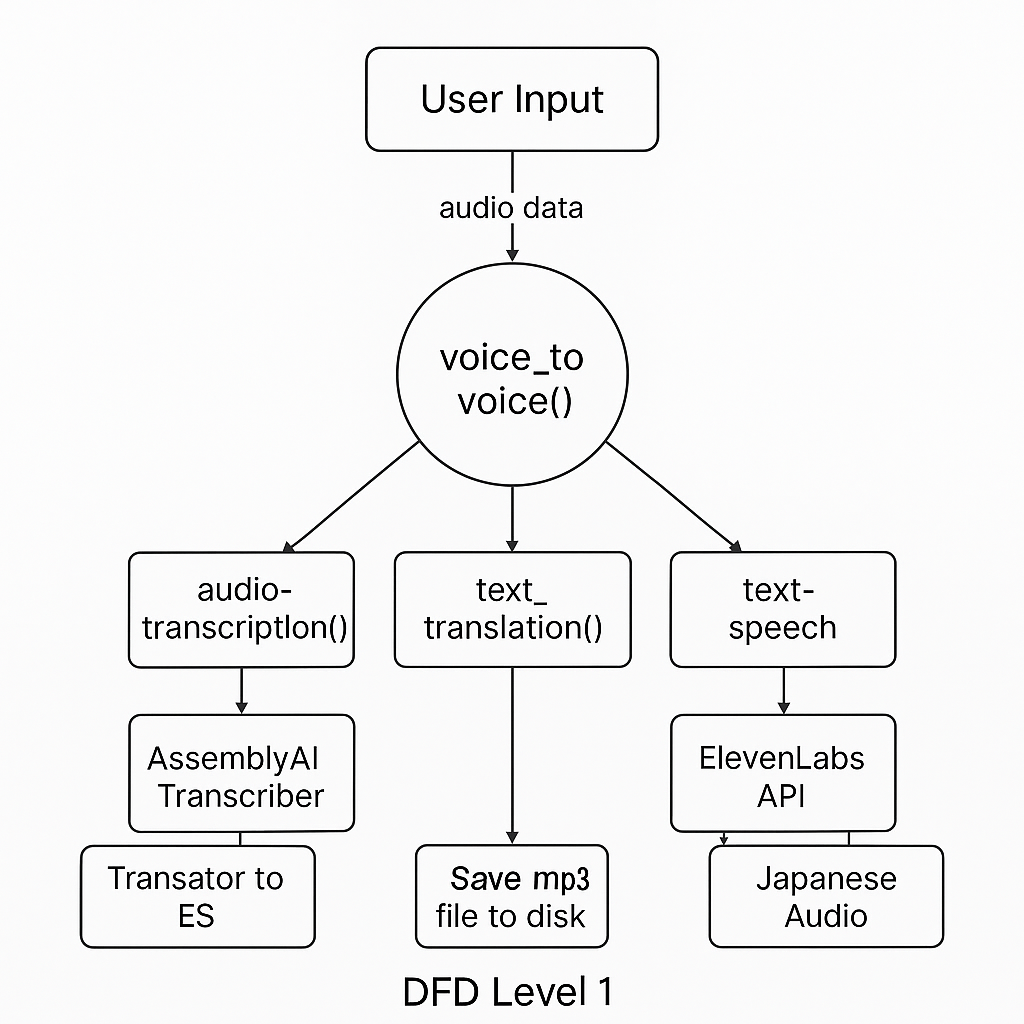 User Input
audio data
voice_to
voice()
audio-
transcriptlon()
text_
translation()
text-
speech
AssemblyAI
Transcriber
ElevenLabs
API
Transator to
ES
Save mp3
file to disk
Japanese
Audio
DFD Level 1